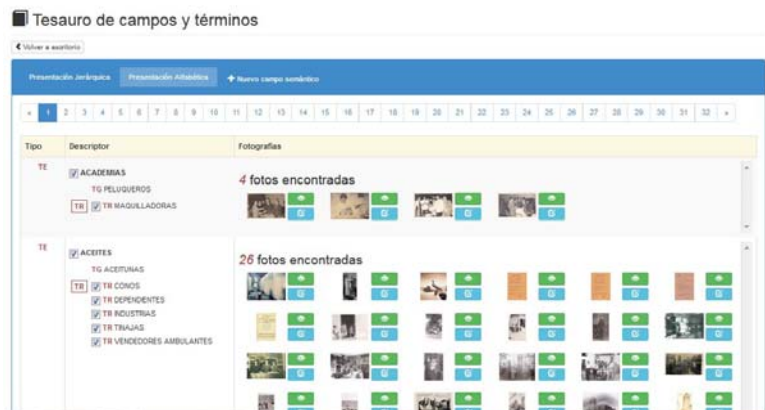 Tesauro de campos y términos
Volver a escritorio
Presentación Jerárquica Presentación Alfabética Nuevo campo semántico
« 1 2 3 4 5 6 7 8 9 10 11 12 13 14 15 16 17 18 19 20 21 22 23 24 25 26 27 28 29 30 31 32 »
Tipo Descriptor Fotografías
TE ACADEMIAS
4 fotos encontradas
TG PELUQUEROS
TR TR MAQUILLADORAS
TE ACEITES
26 fotos encontradas
TG ACEITUNAS
TR TR CONOS
TR DEPENDENTES
TR INDUSTRIAS
TR TINAJAS
TR VENDEDORES AMBULANTES